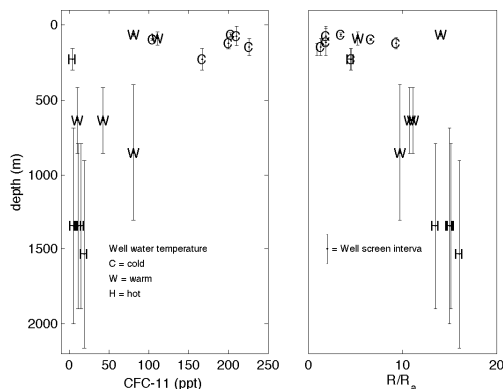 0
500
1000
1500
2000
depth (m)
0 50 100 150 200 250
CFC-11 (ppt)
W
C W
C C
C C
H
C
W W
W
H H H
H
Well water temperature
C = cold
W = warm
H = hot
C C W W
C C C
C
H
W W
W
H H H
H
= Well screen interva
0 10 20
R/Ra